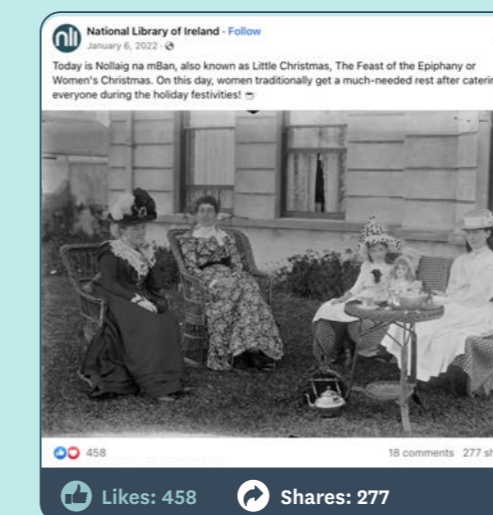 nli National Library of Ireland · Follow
January 6, 2022 ·
Today is Nollaig na mBan, also known as Little Christmas, The Feast of the Epiphany or
Women's Christmas. On this day, women traditionally get a much-needed rest after
everyone during the holiday festivities!
458
18 comments 277
Likes: 458 Shares: 277